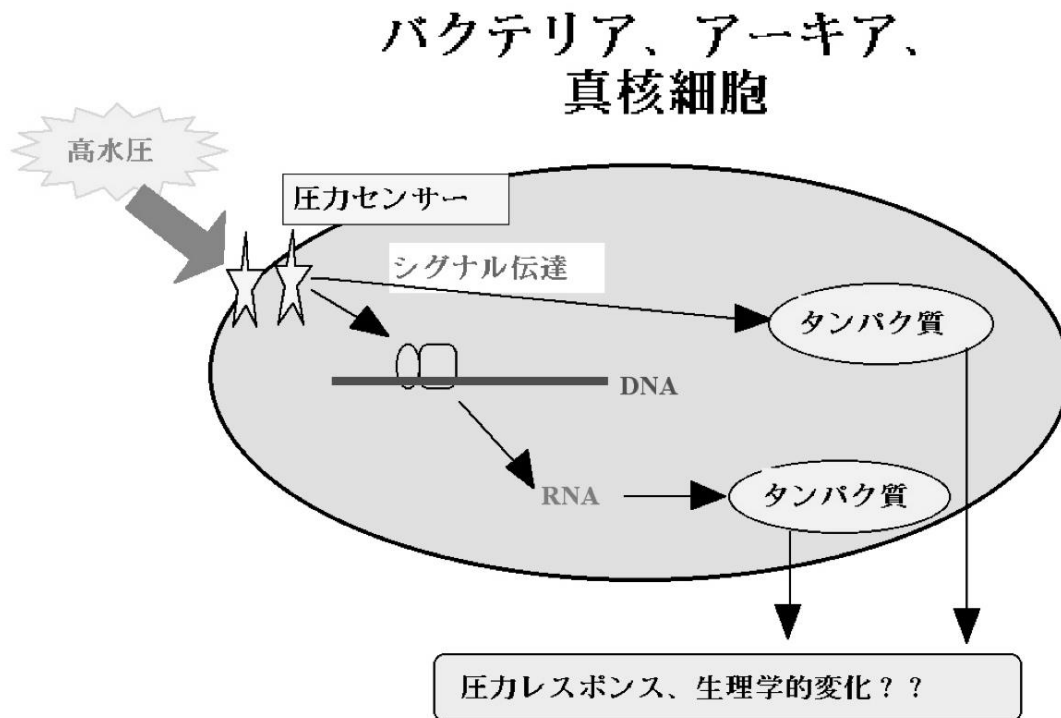 バクテリア、アーキア、
真核細胞
高水圧
圧力センサー
シグナル伝達
タンパク質
DNA
RNA
タンパク質
圧力レスポンス、生理学的変化？？